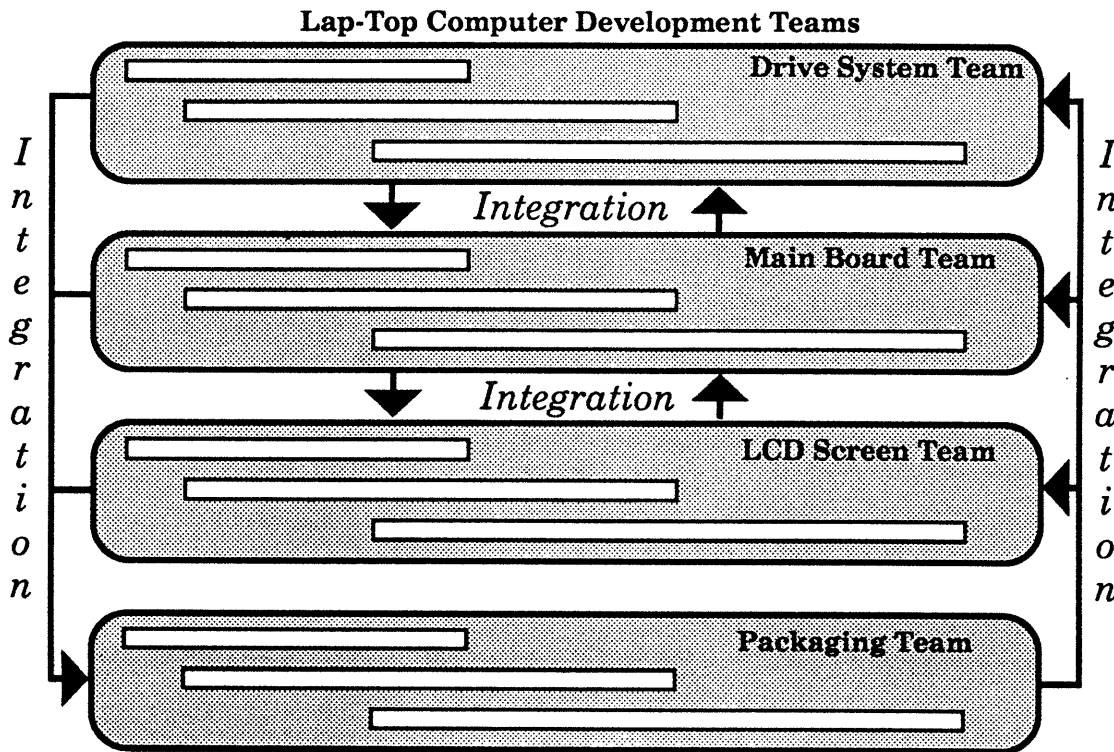 Lap-Top Computer Development Teams
Drive System Team
Integration
Main Board Team
Integration
LCD Screen Team
Packaging Team
Integration
Integration